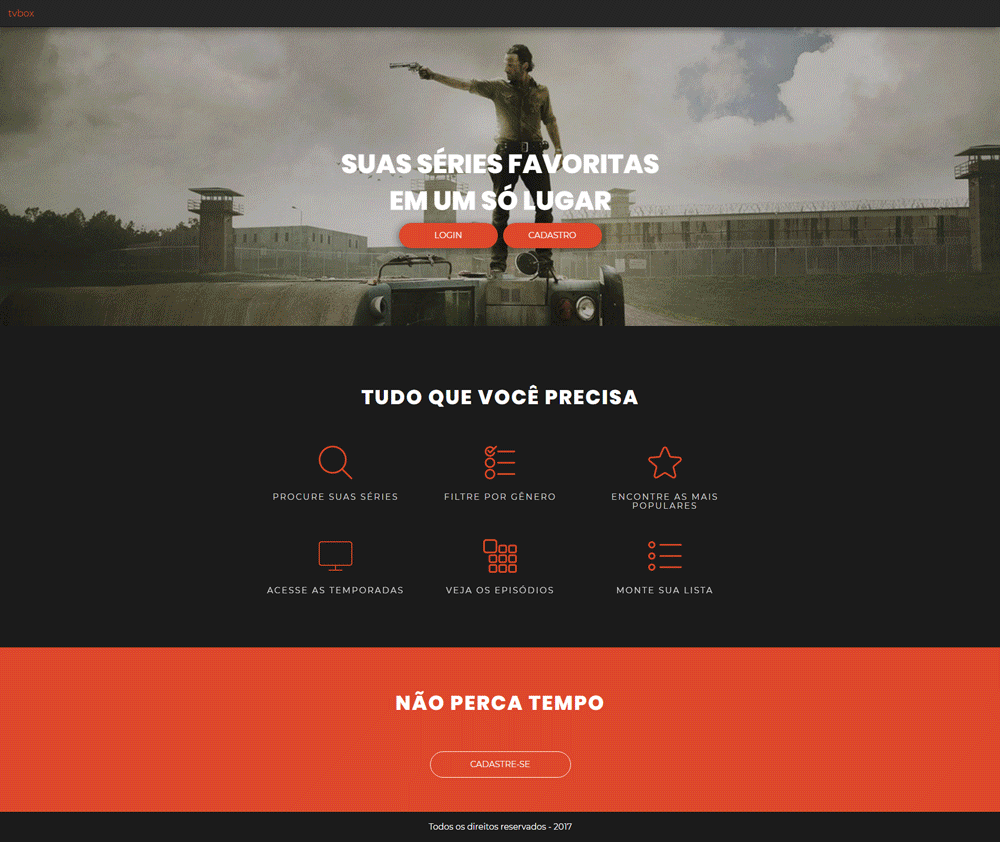 tvbox
SUAS SÉRIES FAVORITAS
EM UM SÓ LUGAR
LOGIN
CADASTRO
TUDO QUE VOCÊ PRECISA
PROCURE SUAS SÉRIES
FILTRE POR GÊNERO
ENCONTRE AS MAIS
POPULARES
ACESSE AS TEMPORADAS
VEJA OS EPISÓDIOS
MONTE SUA LISTA
NÃO PERCA TEMPO
CADASTRE-SE
Todos os direitos reservados - 2017